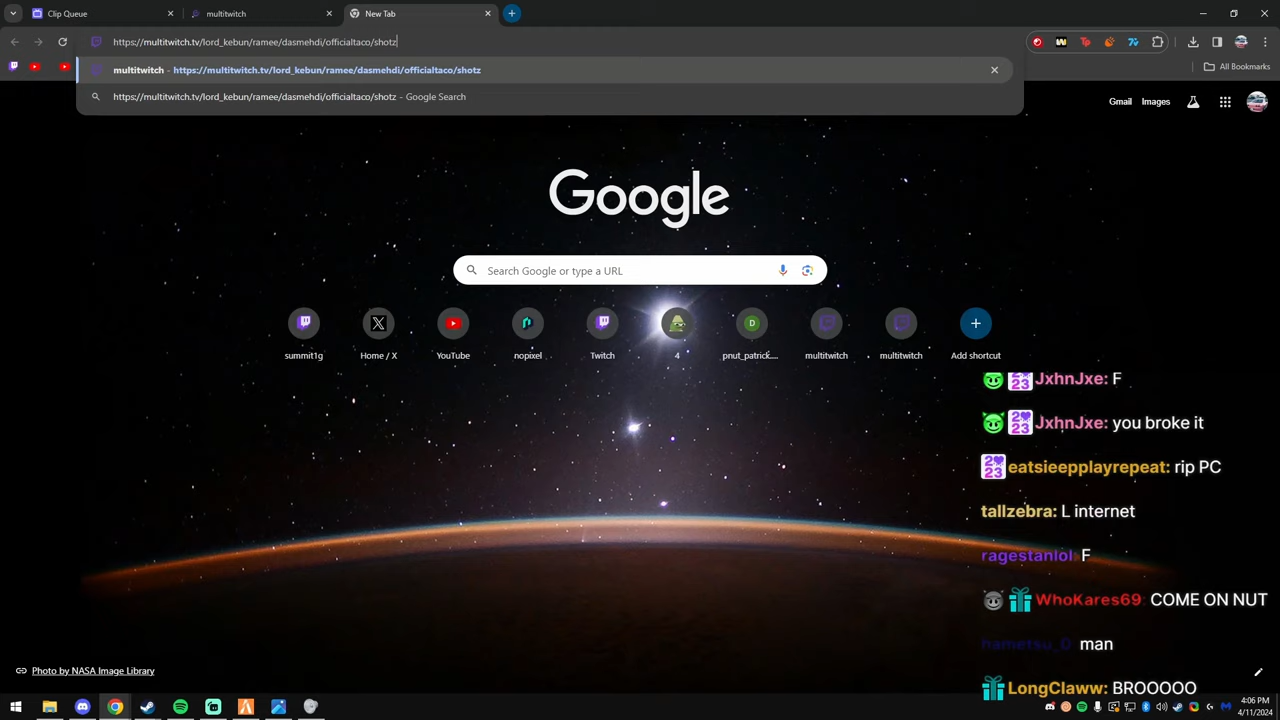 Clip Queue
multitwitch
New Tab
https://multitwitch.tv/lord_kebun/ramee/dasmehdi/officialtaco/shotz
multitwitch - https://multitwitch.tv/lord_kebun/ramee/dasmehdi/officialtaco/shotz
https://multitwitch.tv/lord_kebun/ramee/dasmehdi/officialtaco/shotz - Google Search
All Bookmarks
Gmail Images
Google
Search Google or type a URL
summit1g
Home / X
YouTube
nopixel
Twitch
4
pnut_patrick....
multitwitch
multitwitch
Add shortcut
JxhnJxe: F
JxhnJxe: you broke it
eatsieepplayrepeat: rip PC
tallzebra: L internet
ragestanlol: F
WhoKares69: COME ON NUT
hametsu_0 man
LongClaww: BROOOOO
Photo by NASA Image Library
4:06 PM
4/11/2024